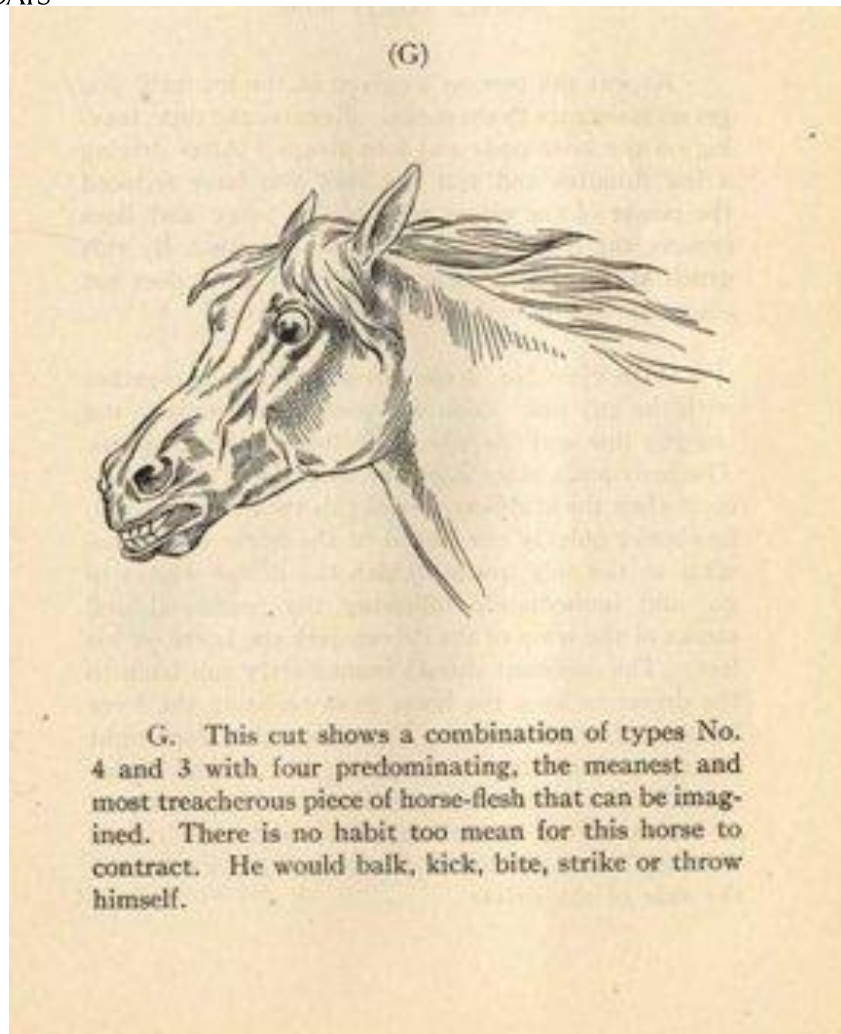 (G)
G. This cut shows a combination of types No.
4 and 3 with four predominating, the meanest and
most treacherous piece of horse-flesh that can be imag-
ined. There is no habit too mean for this horse to
contract. He would balk, kick, bite, strike or throw
himself.